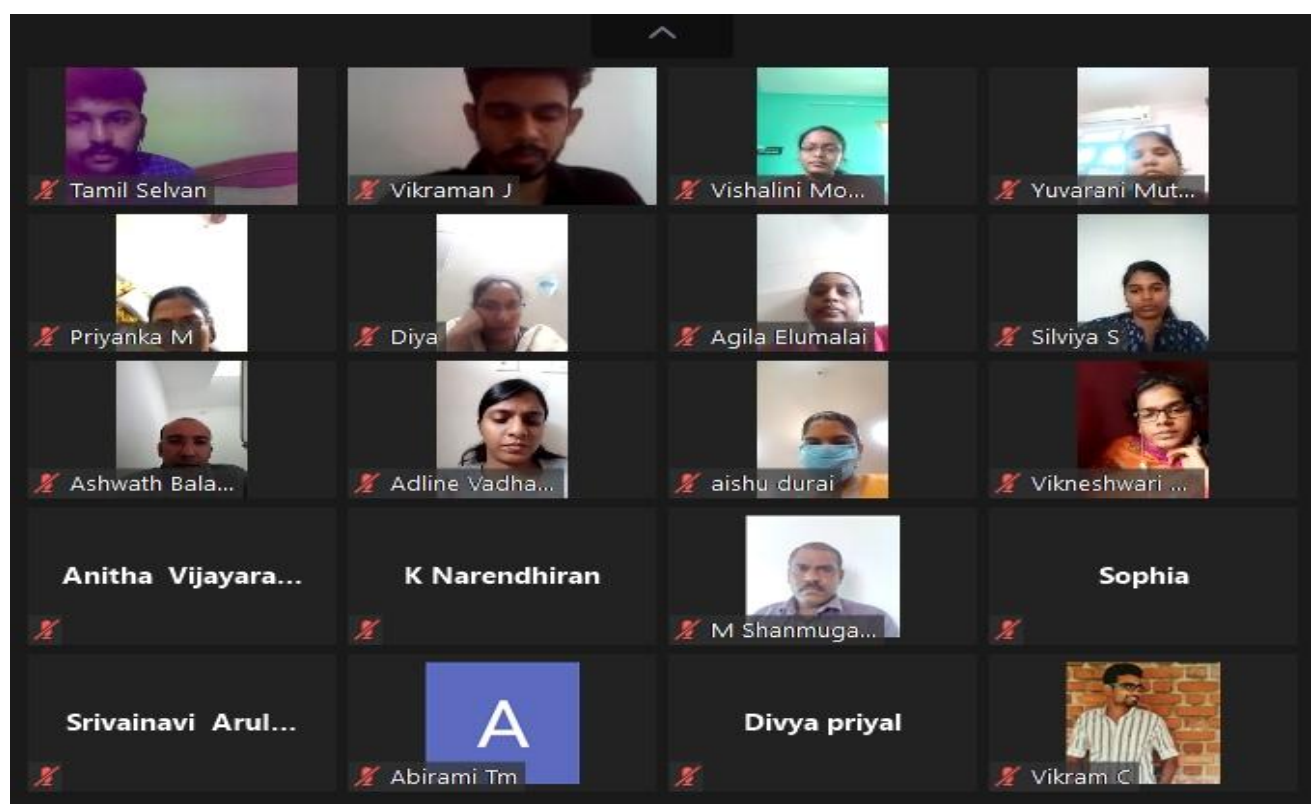 Tamil Selvan
Vikraman J
Vishalini Mo...
Yuvarani Mut...
Priyanka M
Diya
Agila Elumalai
Silviya S
Ashwath Bala...
Adline Vadha...
aishu durai
Vikneshwari ...
Anitha Vijayara...
K Narendhiran
M Shanmuga...
Sophia
Srivainavi Arul...
A
Abirami Tm
Divya priyal
Vikram C